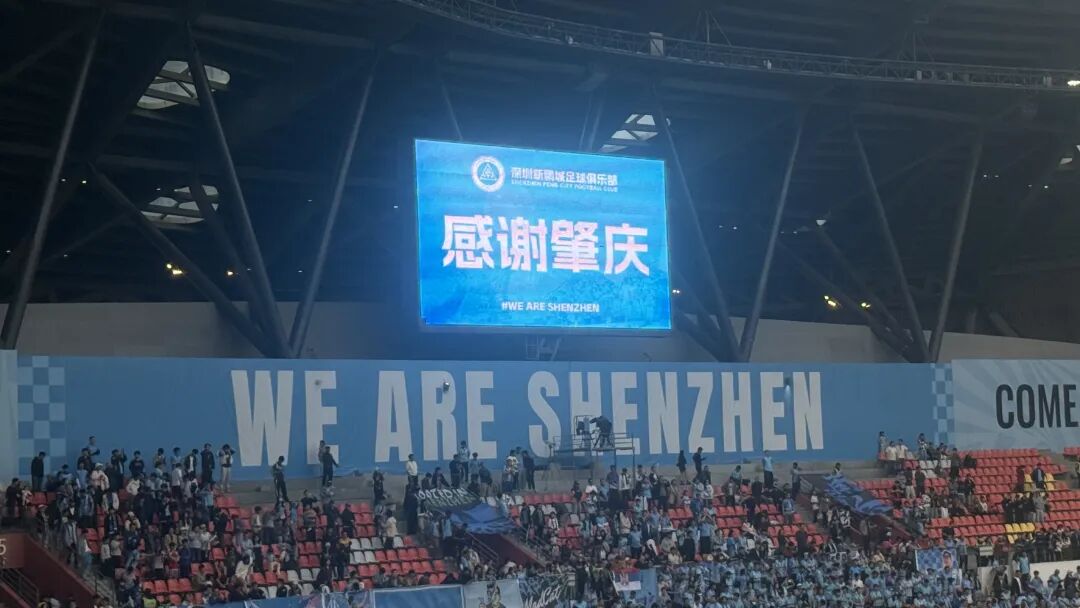 深圳新鹏城足球俱乐部
SHENZHEN PENG CITY FOOTBALL CLUB
感谢肇庆
#WE ARE SHENZHEN
WE ARE SHENZHEN
COME